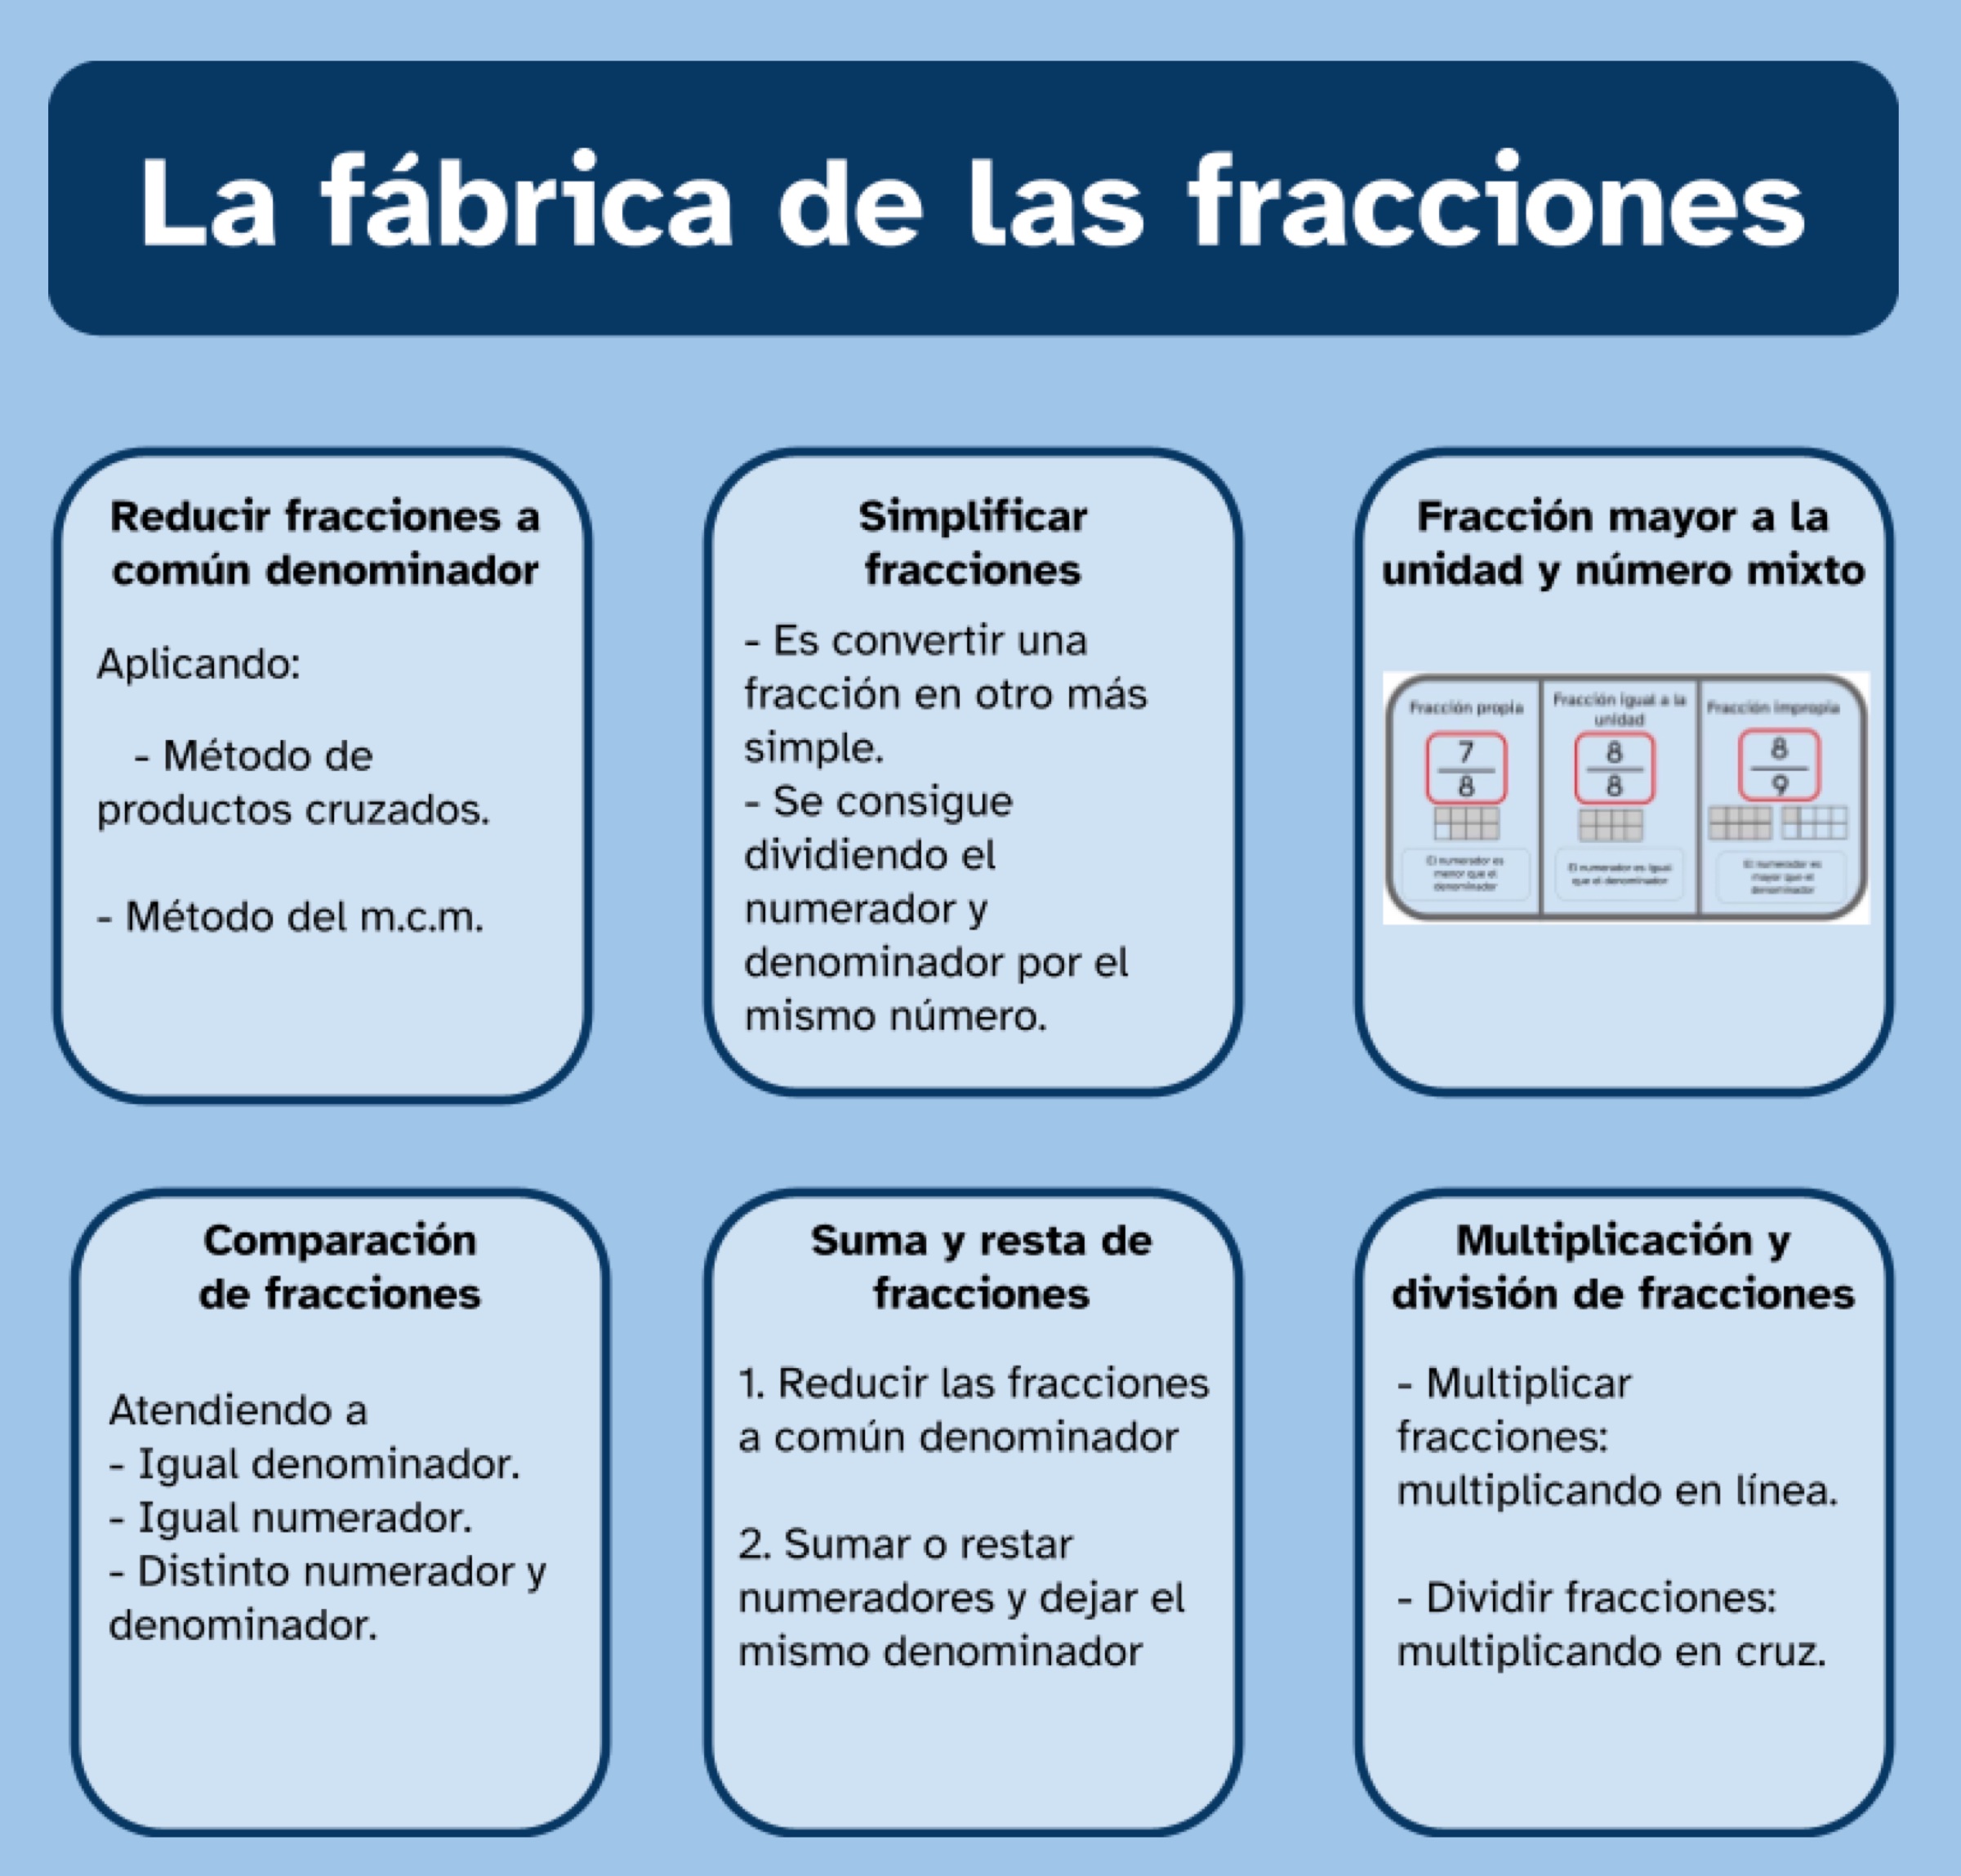 La fábrica de las fracciones
Reducir fracciones a
común denominador
Aplicando:
- Método de
productos cruzados.
- Método del m.c.m.
Simplificar
fracciones
- Es convertir una
fracción en otro más
simple.
- Se consigue
dividiendo el
numerador y
denominador por el
mismo número.
Fracción mayor a la
unidad y número mixto
Fracción propia
7
8
El numerador es
menor que el
denominador
Fracción igual a la
unidad
8
8
El numerador es igual
que el denominador
Fracción impropia
8
9
El numerador es
mayor que el
denominador
Comparación
de fracciones
Atendiendo a
- Igual denominador.
- Igual numerador.
- Distinto numerador y
denominador.
Suma y resta de
fracciones
1. Reducir las fracciones
a común denominador
2. Sumar o restar
numeradores y dejar el
mismo denominador
Multiplicación y
división de fracciones
- Multiplicar
fracciones:
multiplicando en línea.
- Dividir fracciones:
multiplicando en cruz.